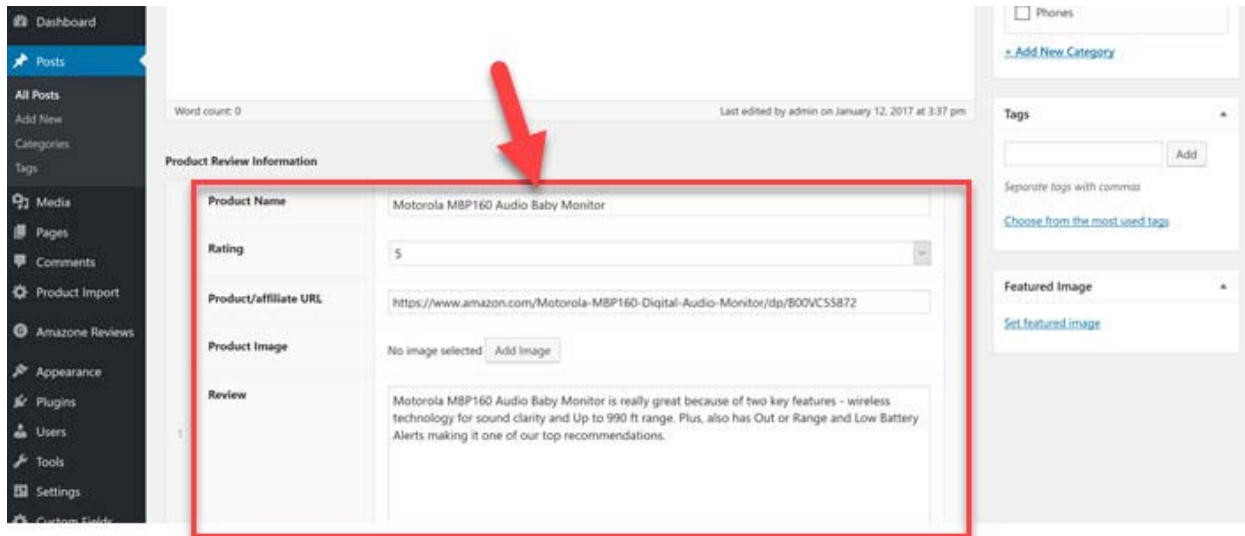 Dashboard
Posts
All Posts
Add New
Categories
Tags
Media
Pages
Comments
Product Import
Amazone Reviews
Appearance
Plugins
Users
Tools
Settings
Custom Fields
Word count: 0
Last edited by admin on January 12, 2017 at 3:37 pm
Product Review Information
1
Product Name
Motorola MBP160 Audio Baby Monitor
Rating
5
Product/affiliate URL
https://www.amazon.com/Motorola-MBP160-Digital-Audio-Monitor/dp/B00VC55872
Product Image
No image selected Add Image
Review
Motorola MBP160 Audio Baby Monitor is really great because of two key features - wireless
technology for sound clarity and Up to 990 ft range. Plus, also has Out or Range and Low Battery
Alerts making it one of our top recommendations.
Phones
+ Add New Category
Tags
Add
Separate tags with commas
Choose from the most used tags
Featured Image
Set featured image